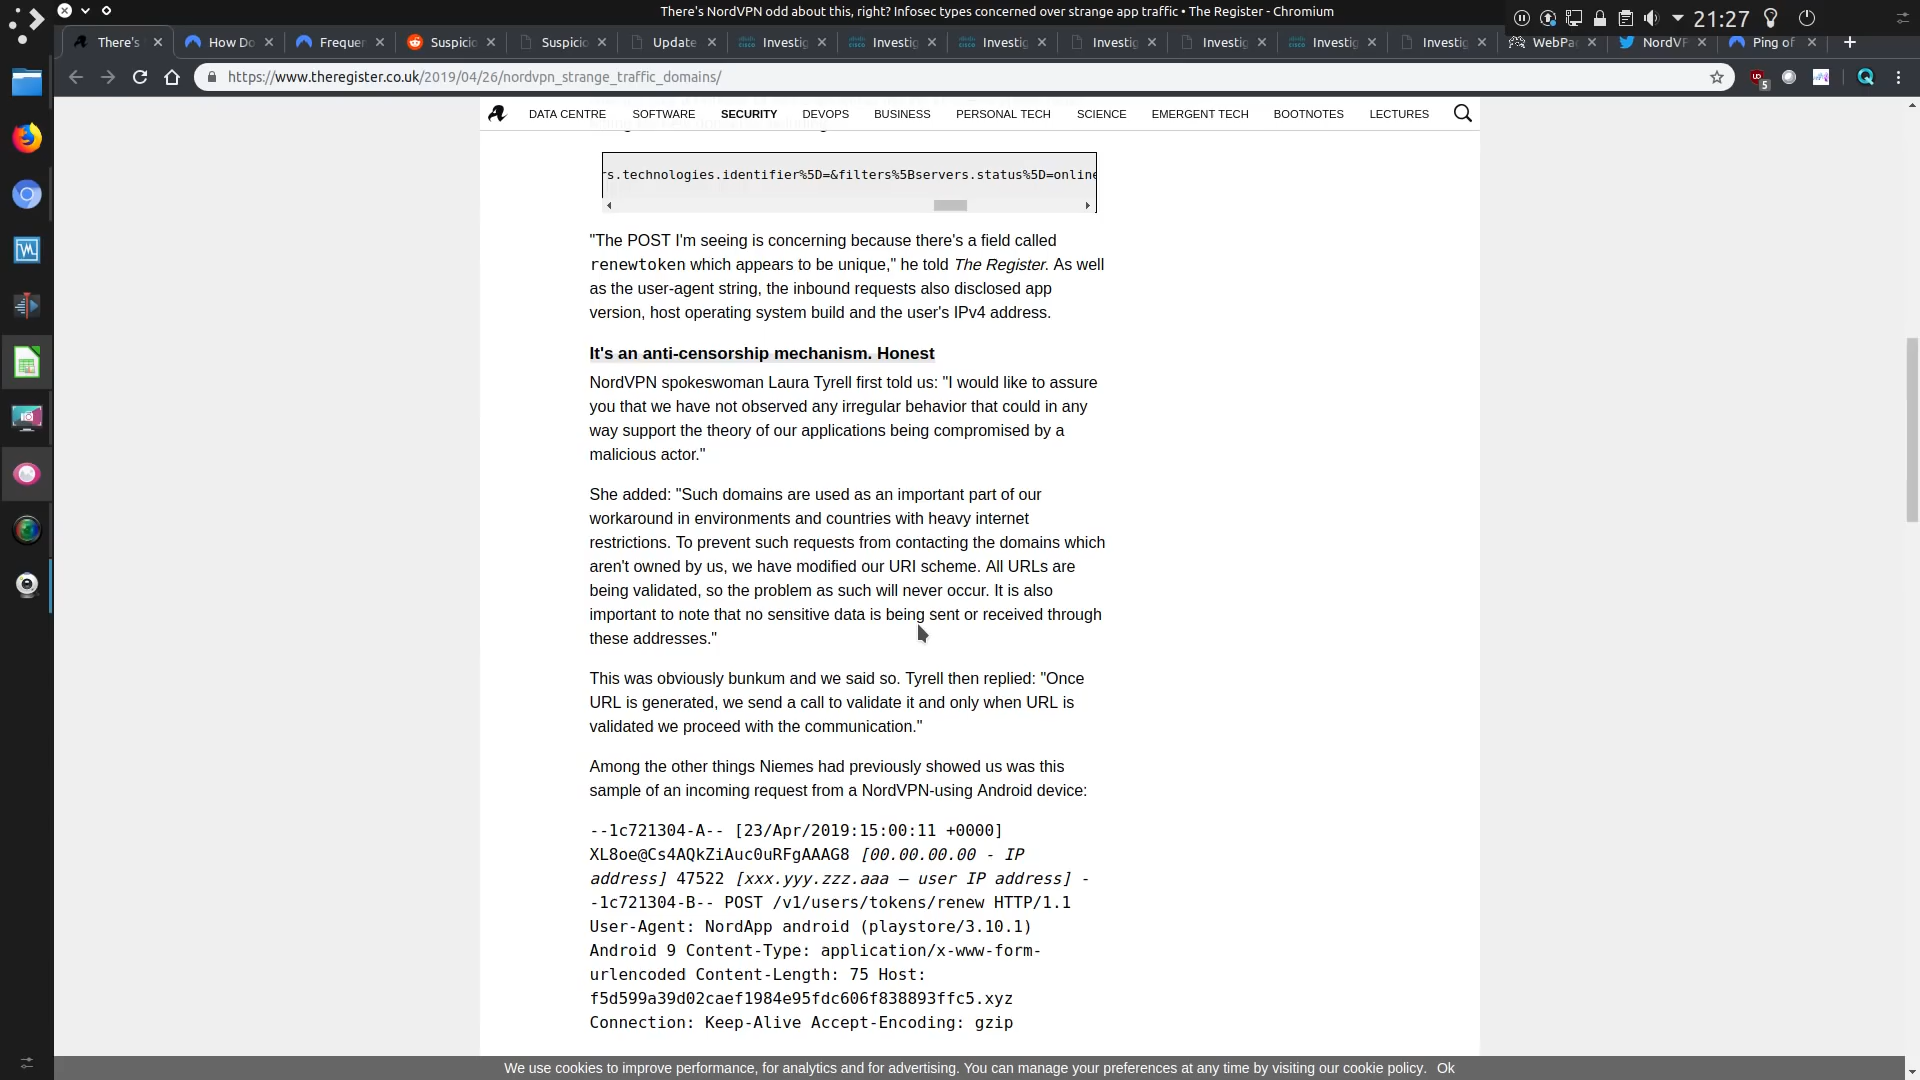 There's NordVPN odd about this, right? Infosec types concerned over strange app traffic • The Register - Chromium
21:27
There's
How Do
Frequen
Suspicio
Suspicio
Update
Investig
Investig
Investig
Investig
Investig
Investig
Investig
WebPa
NordVP
Ping of
https://www.theregister.co.uk/2019/04/26/nordvpn_strange_traffic_domains/
5
DATA CENTRE SOFTWARE SECURITY DEVOPS BUSINESS PERSONAL TECH SCIENCE EMERGENT TECH BOOTNOTES LECTURES
s.technologies.identifier%5D=&filters%5Bservers.status%5D=online
"The POST I'm seeing is concerning because there's a field called
renewtoken which appears to be unique," he told The Register. As well
as the user-agent string, the inbound requests also disclosed app
version, host operating system build and the user's IPv4 address.
It's an anti-censorship mechanism. Honest
NordVPN spokeswoman Laura Tyrell first told us: "I would like to assure
you that we have not observed any irregular behavior that could in any
way support the theory of our applications being compromised by a
malicious actor."
She added: "Such domains are used as an important part of our
workaround in environments and countries with heavy internet
restrictions. To prevent such requests from contacting the domains which
aren't owned by us, we have modified our URI scheme. All URLs are
being validated, so the problem as such will never occur. It is also
important to note that no sensitive data is being sent or received through
these addresses."
This was obviously bunkum and we said so. Tyrell then replied: "Once
URL is generated, we send a call to validate it and only when URL is
validated we proceed with the communication."
Among the other things Niemes had previously showed us was this
sample of an incoming request from a NordVPN-using Android device:
--1c721304-A-- [23/Apr/2019:15:00:11 +0000]
XL8oe@Cs4AQkZiAuc0uRFgAAAG8 [00.00.00.00 - IP
address] 47522 [xxx.yyy.zzz.aaa – user IP address] -
-1c721304-B-- POST /v1/users/tokens/renew HTTP/1.1
User-Agent: NordApp android (playstore/3.10.1)
Android 9 Content-Type: application/x-www-form-
urlencoded Content-Length: 75 Host:
f5d599a39d02caef1984e95fdc606f838893ffc5.xyz
Connection: Keep-Alive Accept-Encoding: gzip
We use cookies to improve performance, for analytics and for advertising. You can manage your preferences at any time by visiting our cookie policy. Ok